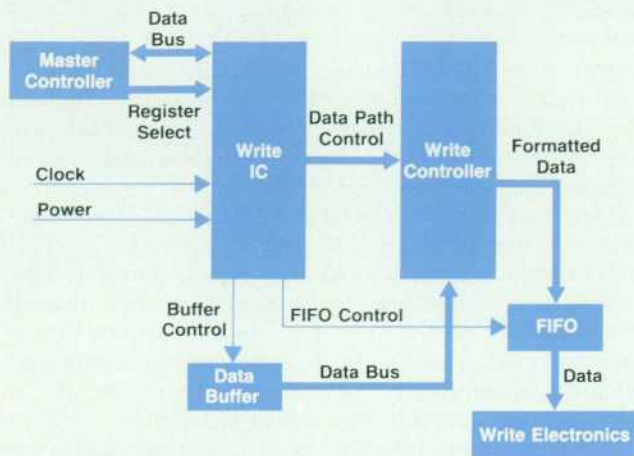 Data
Bus
Master
Controller
Register
Select
Write
IC
Data Path
Control
Write
Controller
Formatted
Data
Clock
Power
Buffer
Control
FIFO Control
FIFO
Data
Buffer
Data Bus
Data
Write Electronics